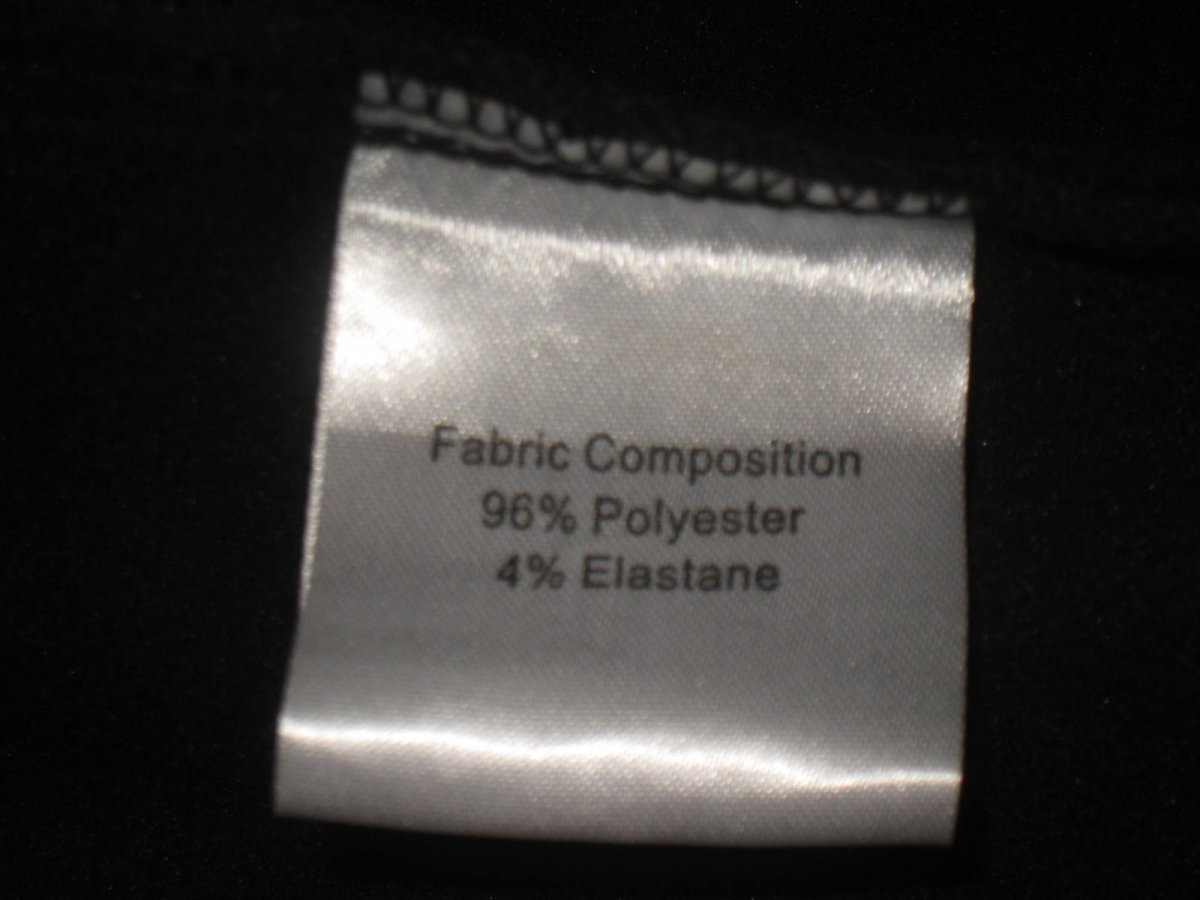 Fabric Composition
96% Polyester
4% Elastane